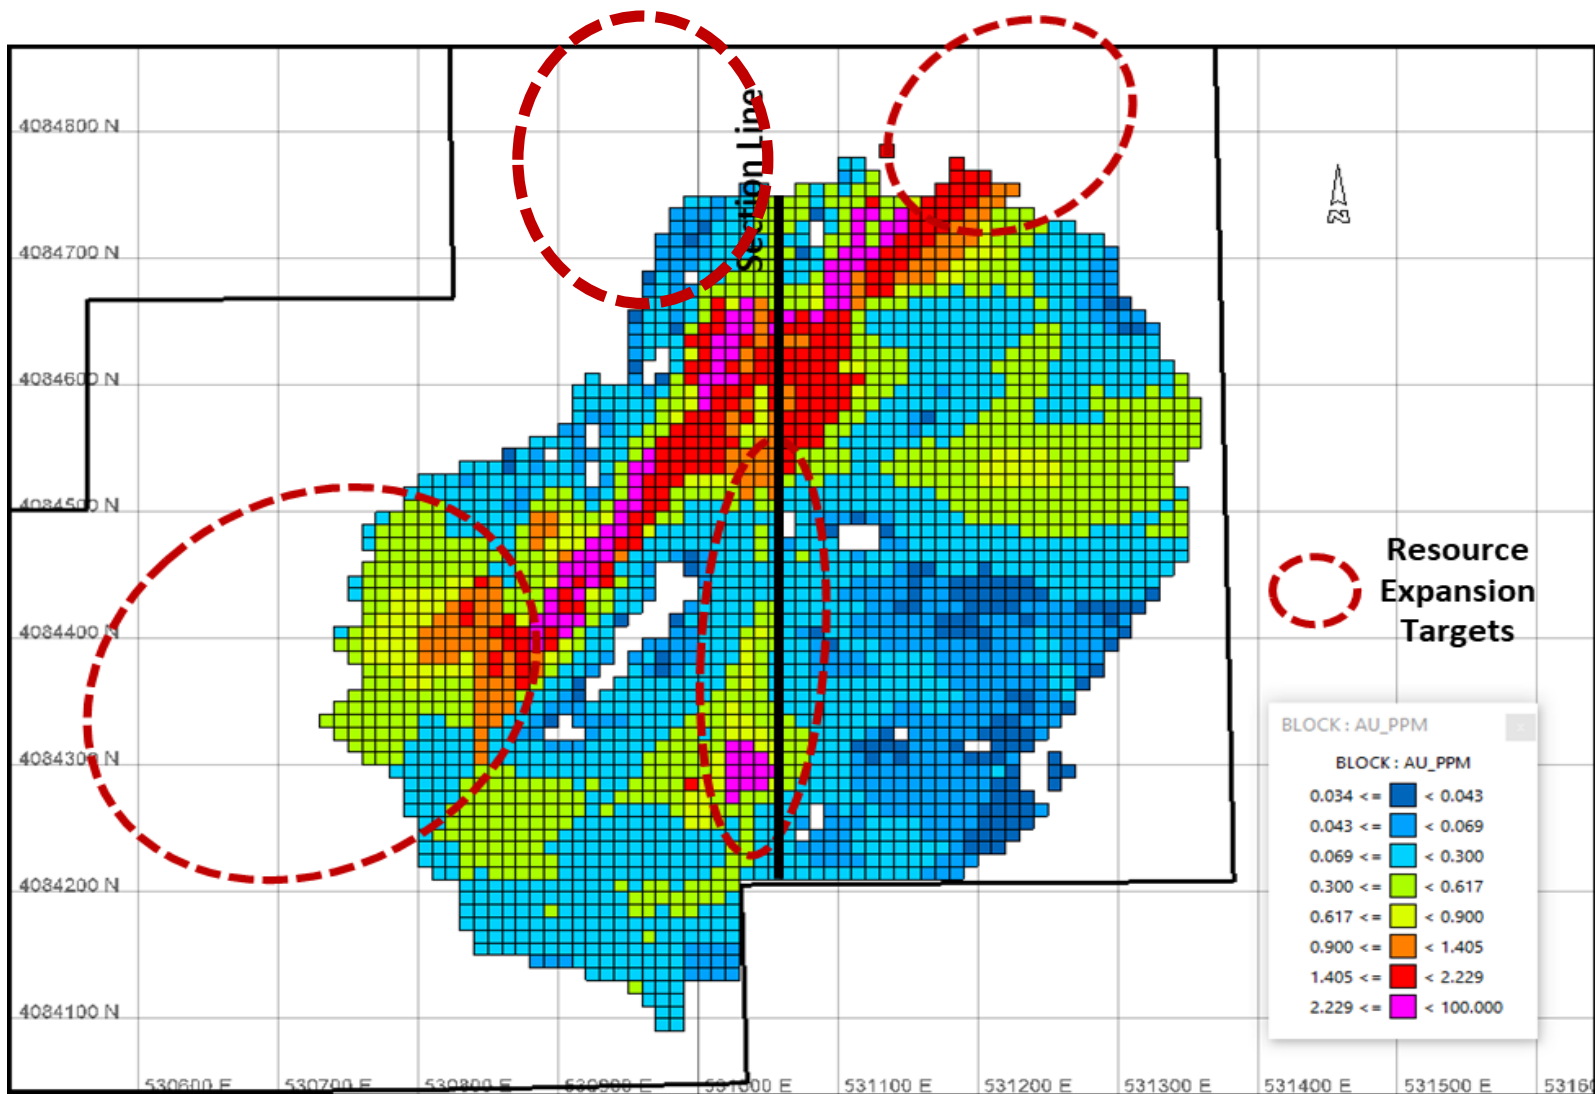 Section Line
4084800 N
4084700 N
4084600 N
4084500 N
4084400 N
4084300 N
4084200 N
4084100 N
530600 E 530700 E 530800 E 530900 E 531000 E 531100 E 531200 E 531300 E 531400 E 531500 E 53160
N
Resource
Expansion
Targets
BLOCK : AU_PPM
x
BLOCK : AU_PPM
0.034 <= < 0.043
0.043 <= < 0.069
0.069 <= < 0.300
0.300 <= < 0.617
0.617 <= < 0.900
0.900 <= < 1.405
1.405 <= < 2.229
2.229 <= < 100.000